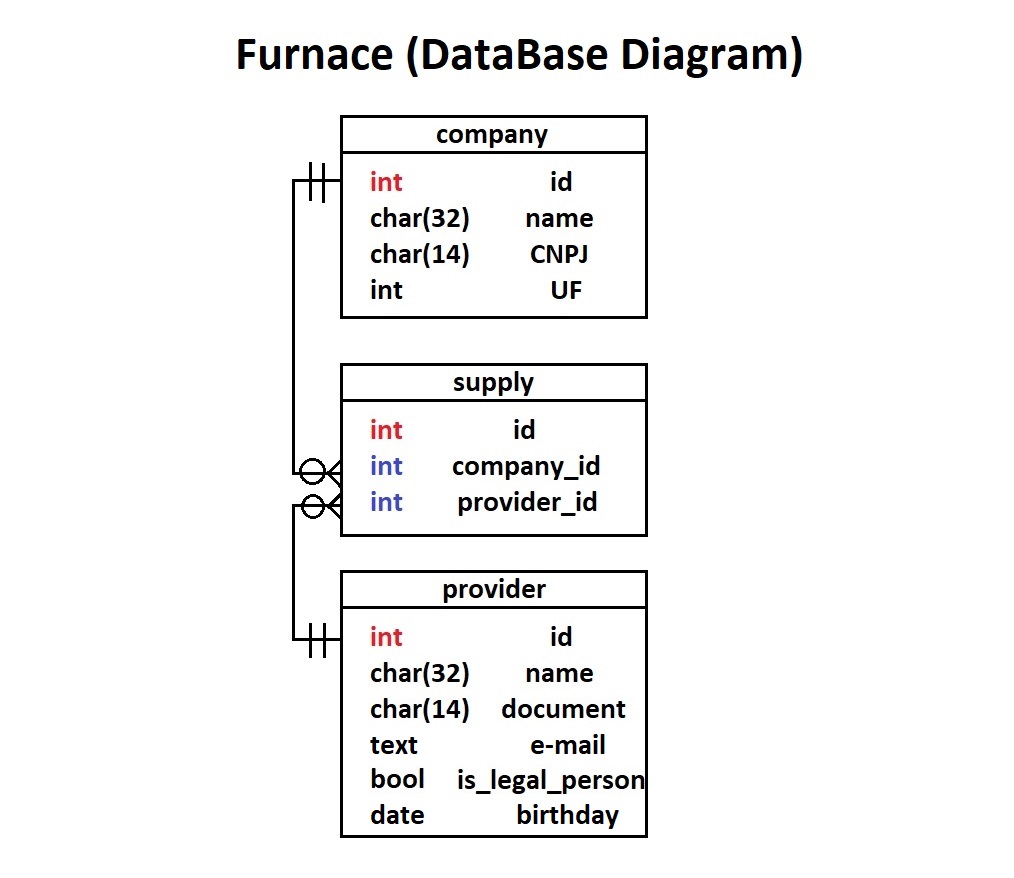 Furnace (DataBase Diagram)
company
int id
char(32) name
char(14) CNPJ
int UF
supply
int id
int company_id
int provider_id
provider
int id
char(32) name
char(14) document
text e-mail
bool is_legal_person
date birthday